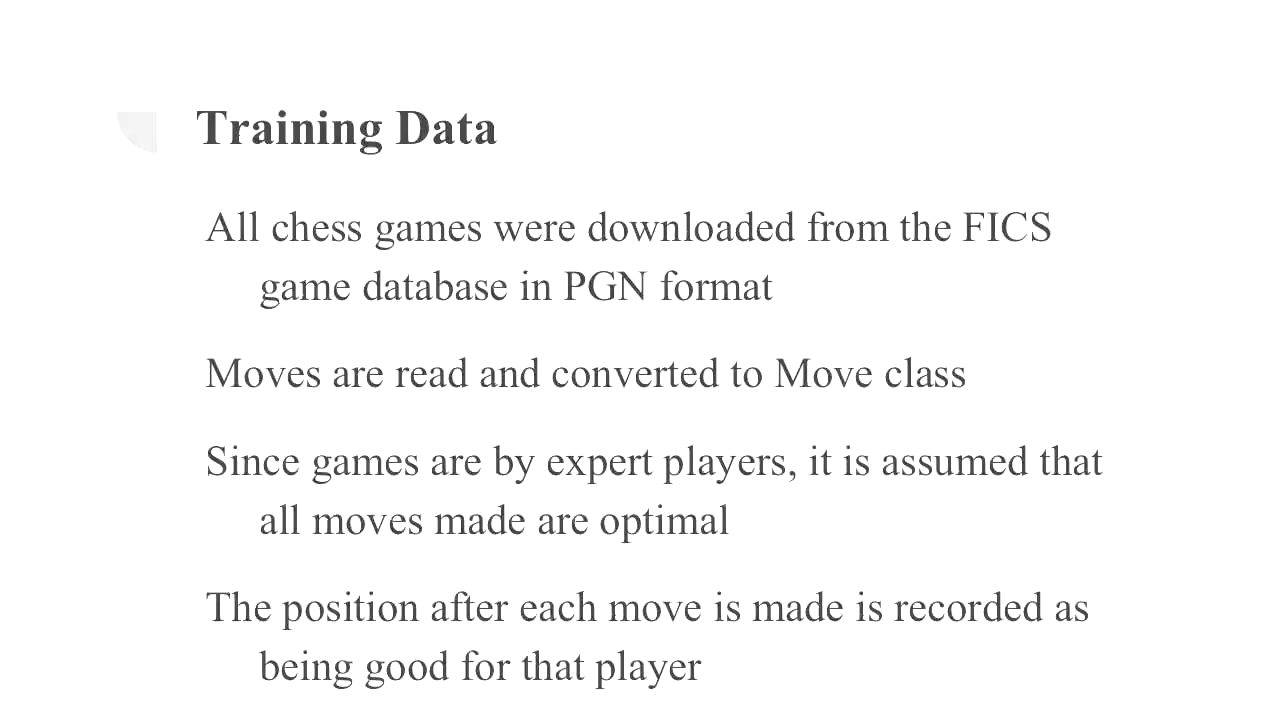 Training Data
All chess games were downloaded from the FICS
game database in PGN format
Moves are read and converted to Move class
Since games are by expert players, it is assumed that
all moves made are optimal
The position after each move is made is recorded as
being good for that player